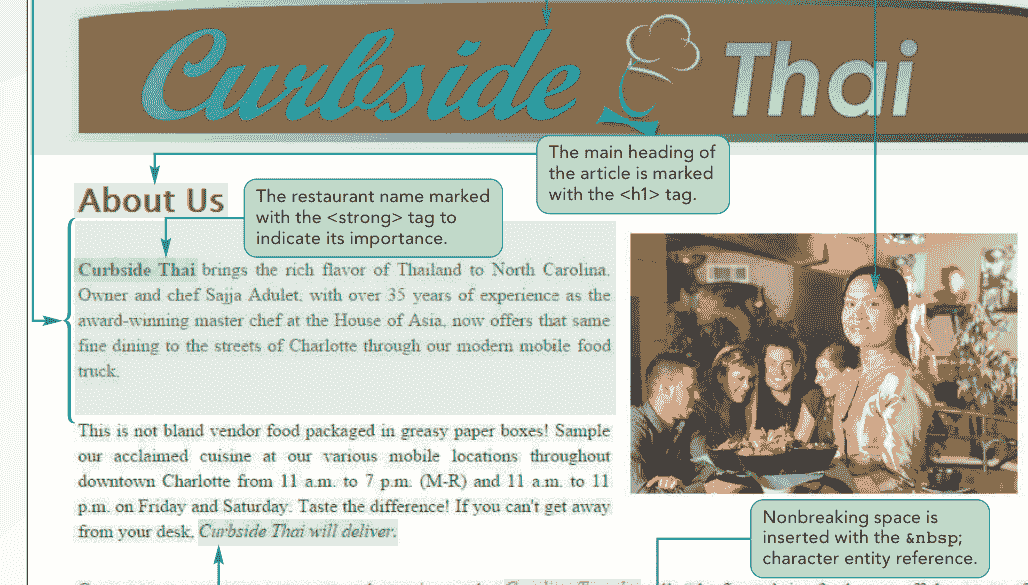 Curbside Thai
The main heading of
the article is marked
with the <h1> tag.
About Us
The restaurant name marked
with the <strong> tag to
indicate its importance.
Curbside Thai brings the rich flavor of Thailand to North Carolina.
Owner and chef Sajja Adulet, with over 35 years of experience as the
award-winning master chef at the House of Asia, now offers that same
fine dining to the streets of Charlotte through our modern mobile food
truck.
This is not bland vendor food packaged in greasy paper boxes! Sample
our acclaimed cuisine at our various mobile locations throughout
downtown Charlotte from 11 a.m. to 7 p.m. (M-R) and 11 a.m. to 11
p.m. on Friday and Saturday. Taste the difference! If you can't get away
from your desk, Curbside Thai will deliver.
Nonbreaking space is
inserted with the &nbsp;
character entity reference.